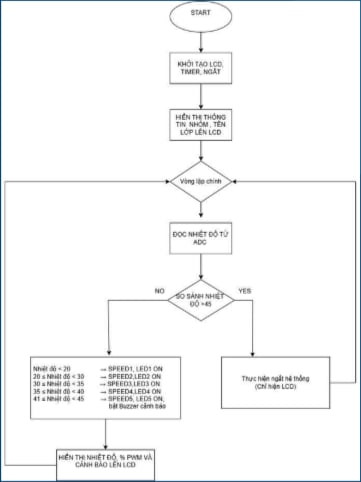 START
KHỞI TẠO LCD,
TIMER, NGẮT
HIỂN THỊ THÔNG
TIN NHÓM , TÊN
LỚP LÊN LCD
Vòng lặp chính
ĐỌC NHIỆT ĐỘ TỪ
ADC
NO
SO SÁNH NHIỆT
ĐỘ >45
YES
Nhiệt độ < 20 → SPEED1, LED1 ON
20 ≤ Nhiệt độ < 30 → SPEED2,LED2 ON
30 ≤ Nhiệt độ < 35 → SPEED3,LED3 ON
35 ≤ Nhiệt độ < 40 → SPEED4,LED4 ON
41 ≤ Nhiệt độ < 45 → SPEED5, LED5 ON,
bật Buzzer cảnh báo
Thực hiện ngắt hệ thống
(Chỉ hiện LCD)
HIỂN THỊ NHIỆT ĐỘ, % PWM VÀ
CẢNH BÁO LÊN LCD